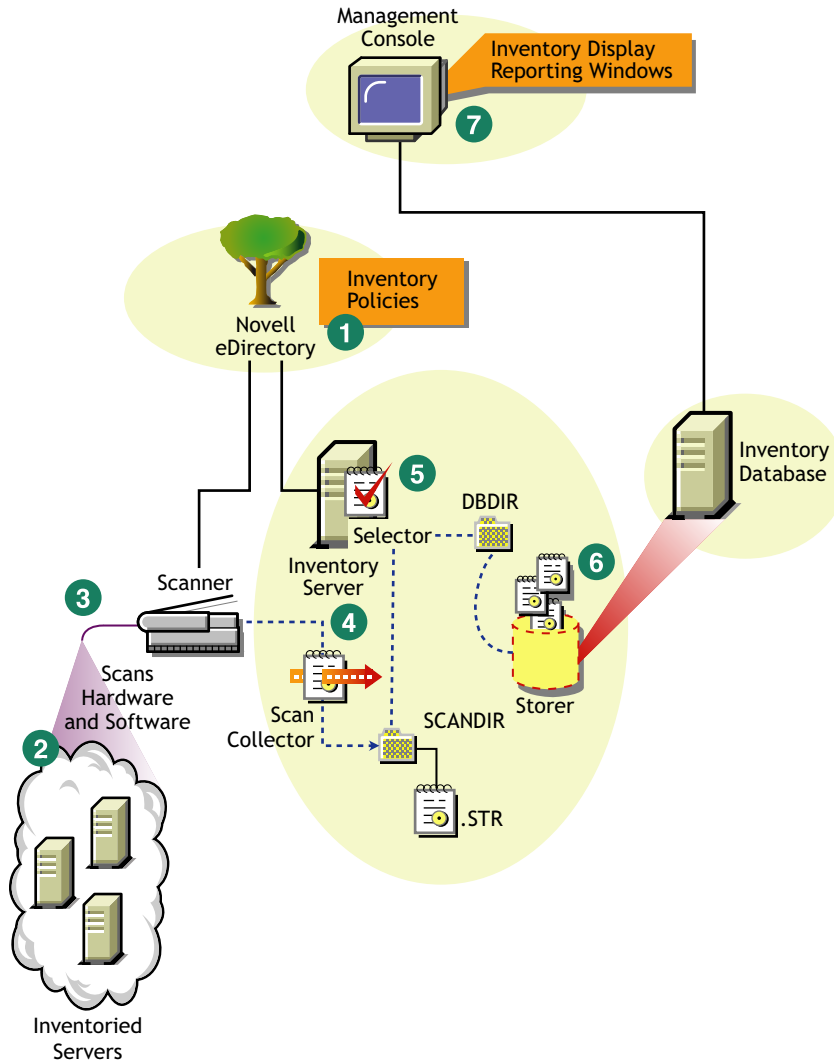 Management
Console
Inventory Display
Reporting Windows
7
Inventory
Policies
Novell
eDirectory
1
Inventory
Database
5
DBDIR
Selector
Inventory
Server
6
Scanner
3
4
Scans
Hardware
and Software
Scan
Collector
SCANDIR
Storer
2
.STR
Inventoried
Servers